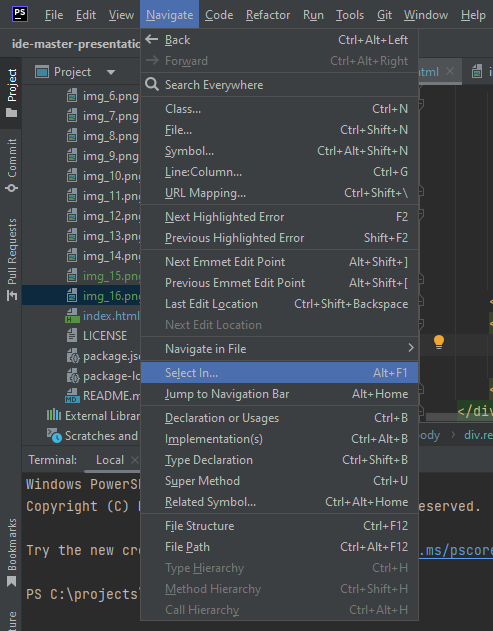 PS File Edit View Navigate Code Refactor Run Tools Git Window Help
ide-master-presentatio
Project
Commit
Pull Requests
Bookmarks
Project
img_6.png
img_7.png
img_8.png
img_9.png
img_10.png
img_11.png
img_12.png
img_13.png
img_14.png
img_15.png
img_16.png
index.html
LICENSE
package.js
package-lo
README.m
External Librar
Scratches and
Back Ctrl+Alt+Left
Forward Ctrl+Alt+Right
Search Everywhere
Class... Ctrl+N
File... Ctrl+Shift+N
Symbol... Ctrl+Alt+Shift+N
Line:Column... Ctrl+G
URL Mapping... Ctrl+Shift+\
Next Highlighted Error F2
Previous Highlighted Error Shift+F2
Next Emmet Edit Point Alt+Shift+]
Previous Emmet Edit Point Alt+Shift+[
Last Edit Location Ctrl+Shift+Backspace
Next Edit Location
Navigate in File
Select In... Alt+F1
Jump to Navigation Bar Alt+Home
Declaration or Usages Ctrl+B
Implementation(s) Ctrl+Alt+B
Type Declaration Ctrl+Shift+B
Super Method Ctrl+U
Related Symbol... Ctrl+Alt+Home
File Structure Ctrl+F12
File Path Ctrl+Alt+F12
Type Hierarchy Ctrl+H
Method Hierarchy Ctrl+Shift+H
Call Hierarchy Ctrl+Alt+H
html
<
<
<
</div
body div.re
Terminal: Local
Windows PowerS
Copyright (C) served.
Try the new cro .ms/pscore
PS C:\projects\